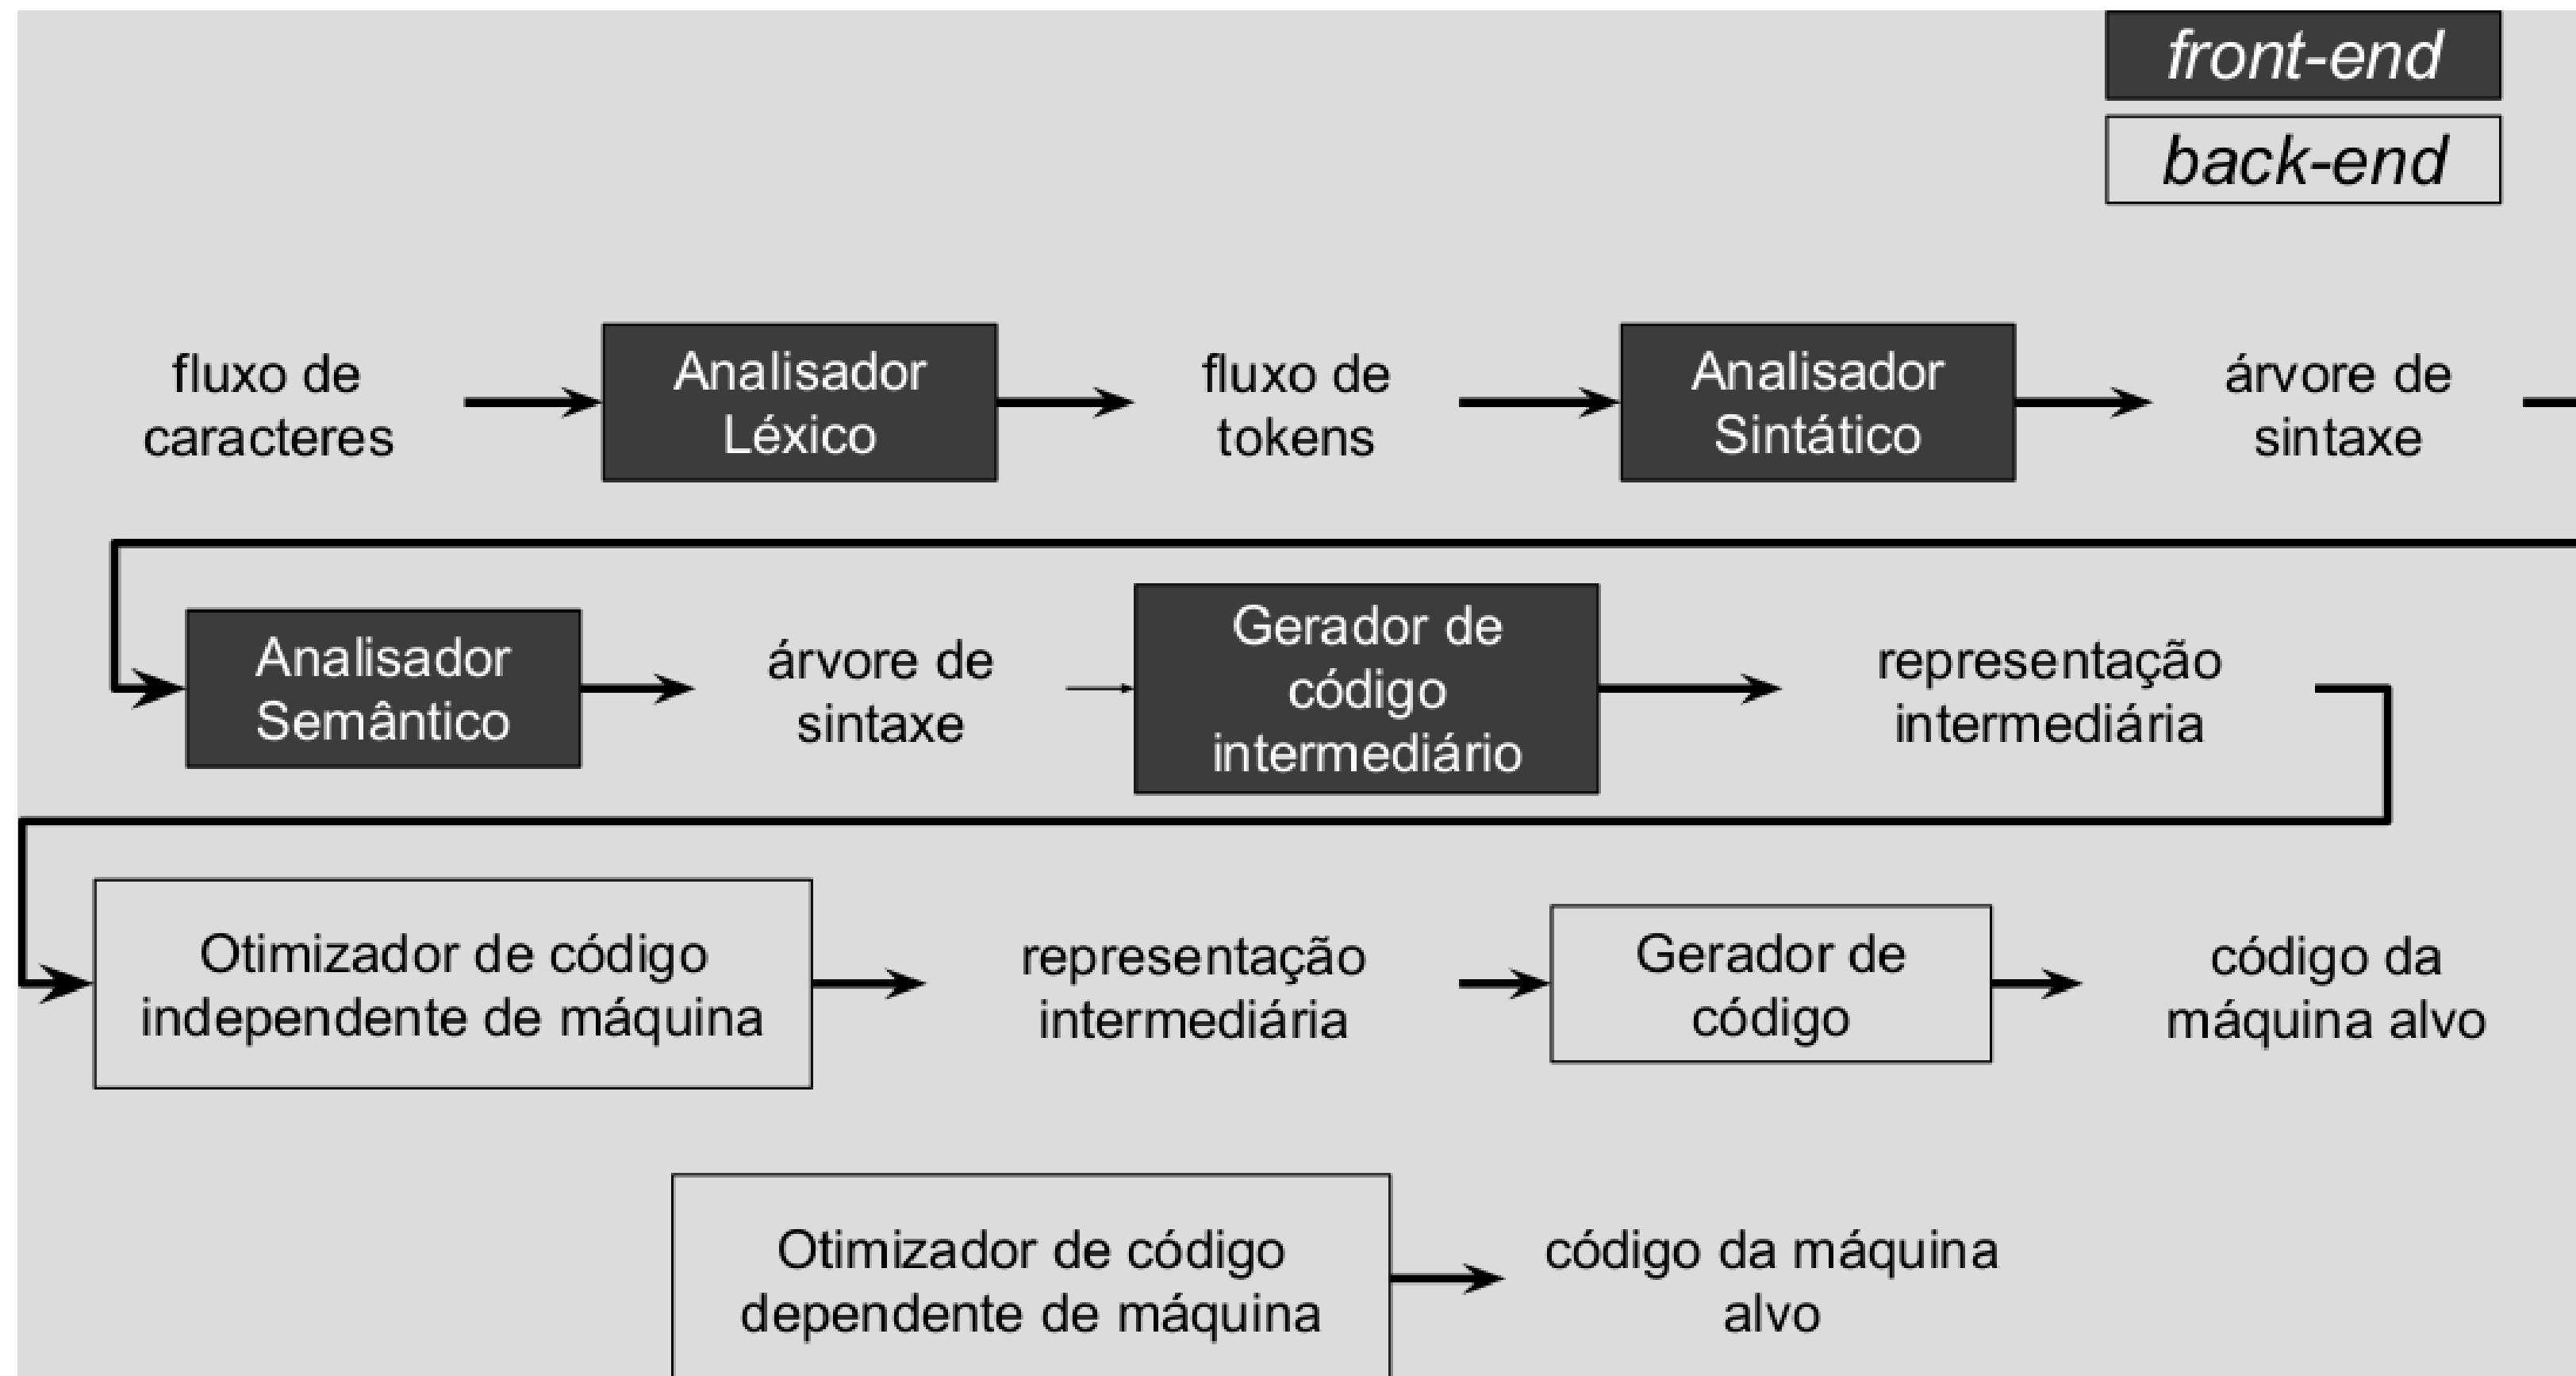 front-end
back-end
fluxo de
caracteres
Analisador
Léxico
fluxo de
tokens
Analisador
Sintático
árvore de
sintaxe
Analisador
Semântico
árvore de
sintaxe
Gerador de
código
intermediário
representação
intermediária
Otimizador de código
independente de máquina
representação
intermediária
Gerador de
código
código da
máquina alvo
Otimizador de código
dependente de máquina
código da máquina
alvo